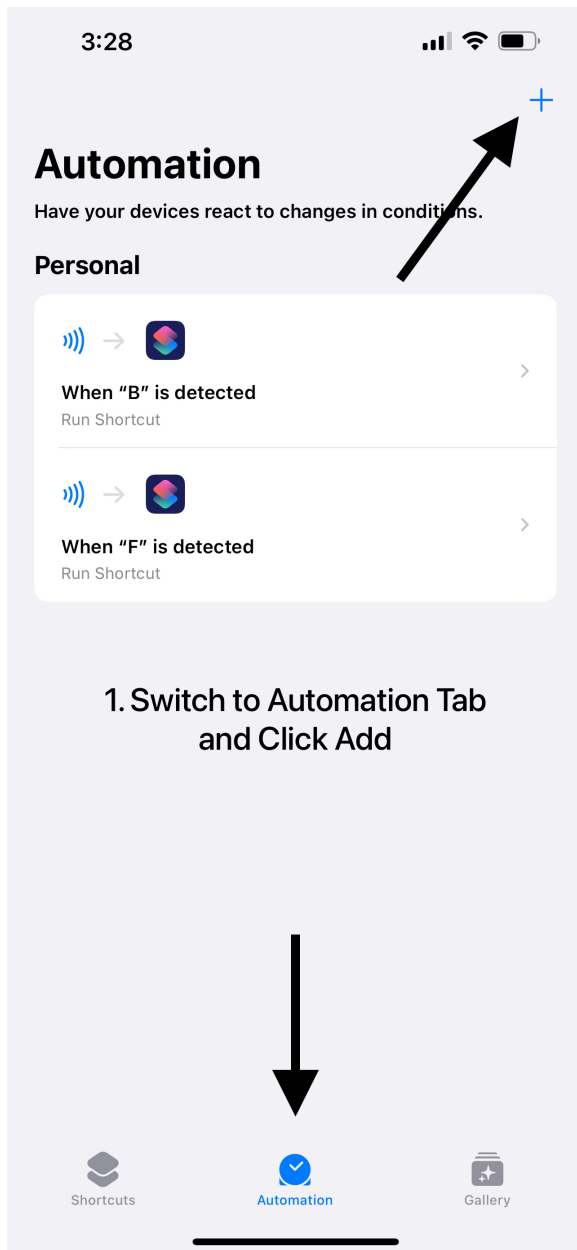 3:28
Automation
Have your devices react to changes in conditions.
Personal
When “B” is detected
Run Shortcut
When “F” is detected
Run Shortcut
1. Switch to Automation Tab
and Click Add
Shortcuts
Automation
Gallery